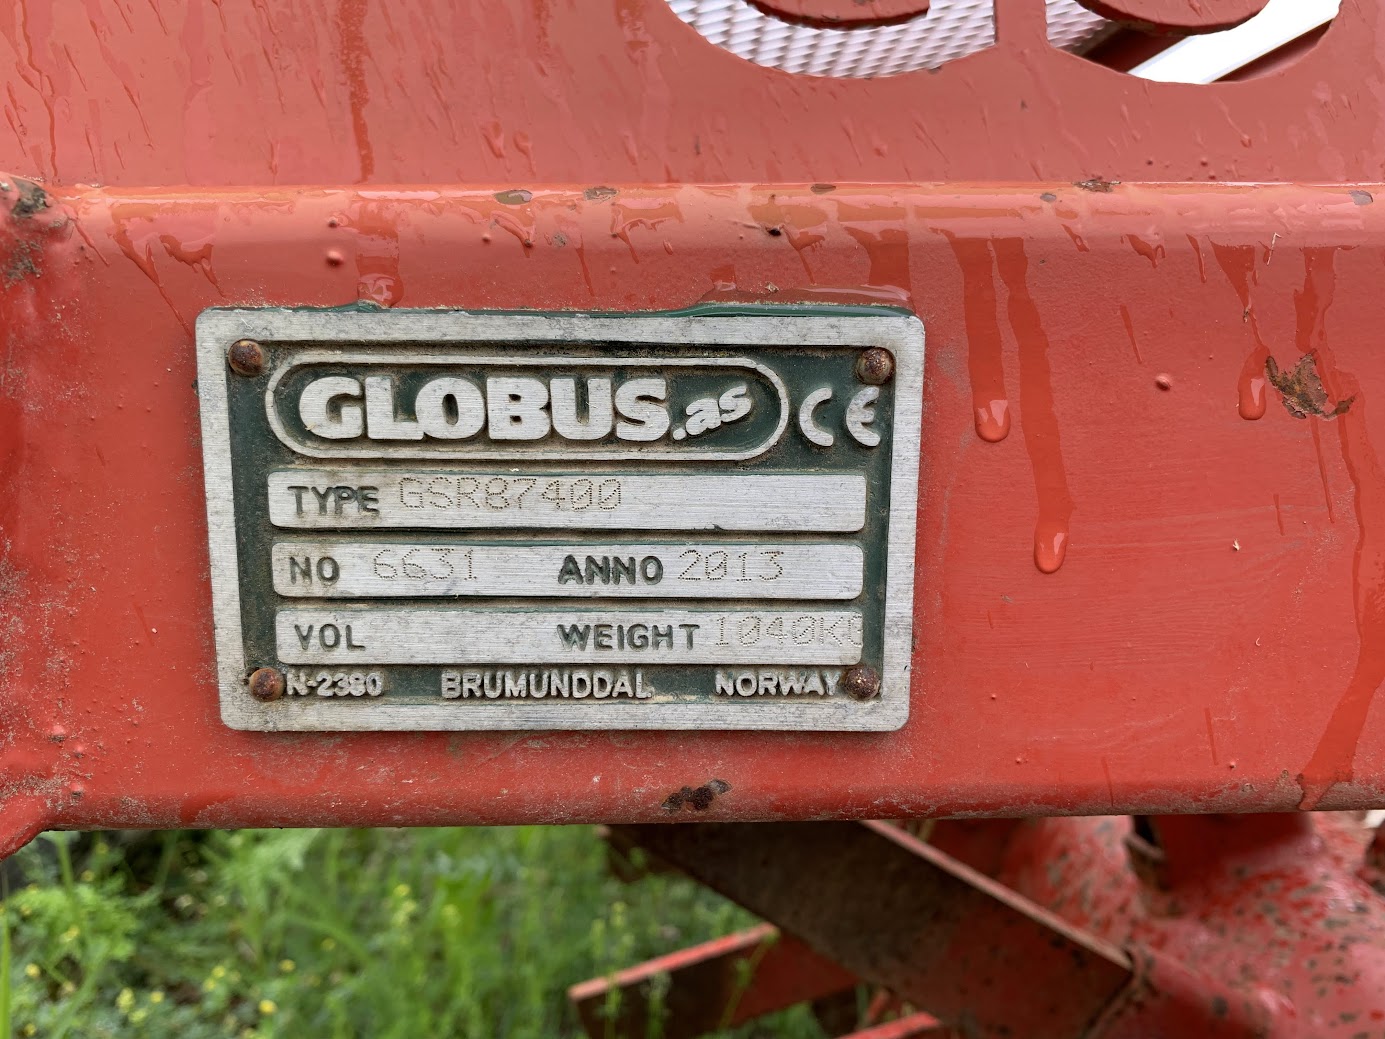 GLOBUS.as CE
TYPE GSR87400
NO 6631 ANNO 2013
VOL WEIGHT 1040KG
N-2380 BRUMUNDDAL NORWAY